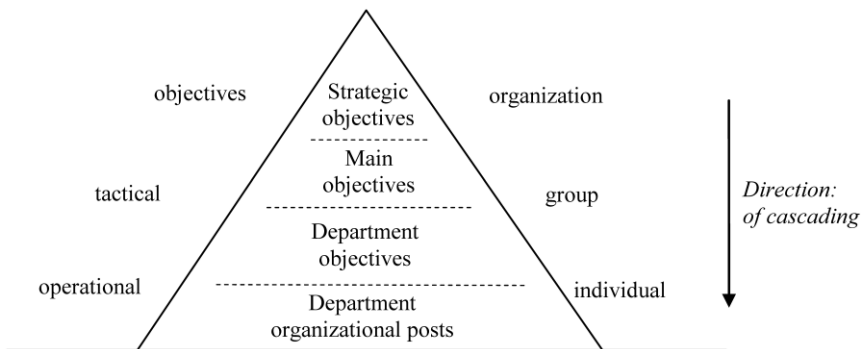 objectives
Strategic
objectives
organization
Main
objectives
tactical
group
Direction:
of cascading
Department
objectives
operational
individual
Department
organizational posts